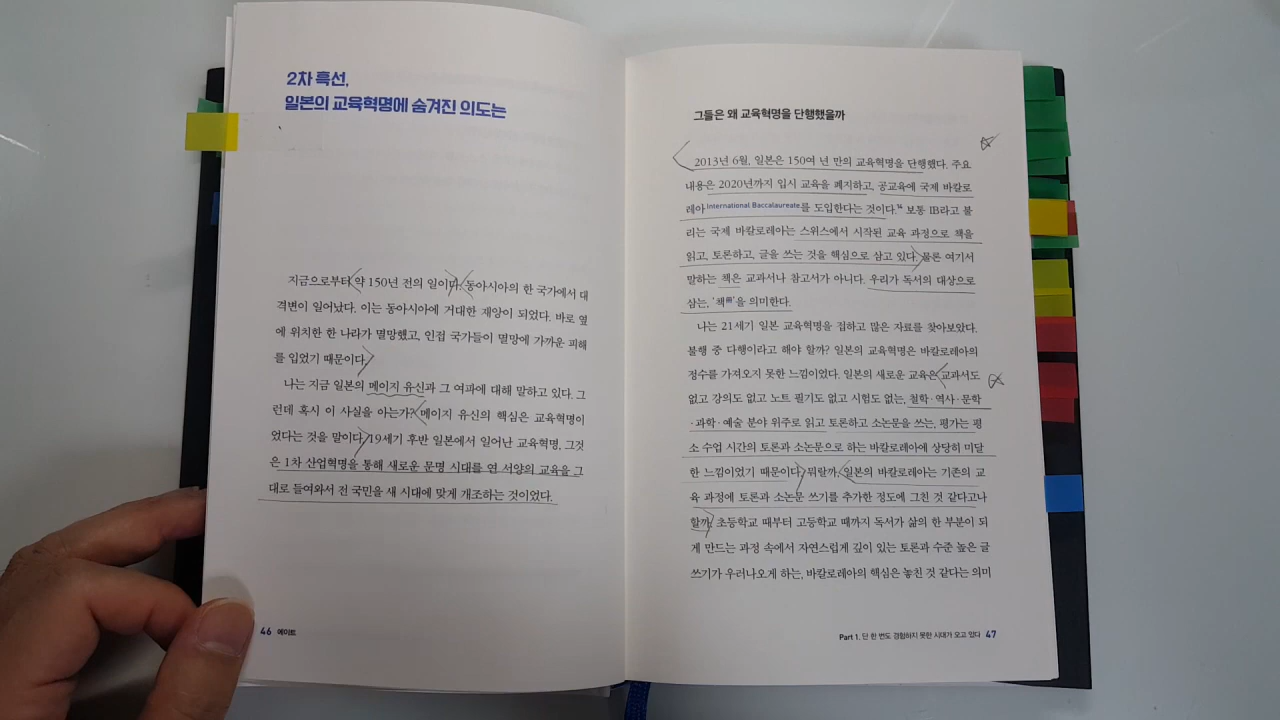 2차 흑선,
일본의 교육혁명에 숨겨진 의도는
지금으로부터 약 150년 전의 일이다. 동아시아의 한 국가에서 대
격변이 일어났다. 이는 동아시아에 거대한 재앙이 되었다. 바로 옆
에 위치한 한 나라가 멸망했고, 인접 국가들이 멸망에 가까운 피해
를 입었기 때문이다.
나는 지금 일본의 메이지 유신과 그 여파에 대해 말하고 있다. 그
런데 혹시 이 사실을 아는가? 메이지 유신의 핵심은 교육혁명이
었다는 것을 말이다. 19세기 후반 일본에서 일어난 교육혁명, 그것
은 1차 산업혁명을 통해 새로운 문명 시대를 연 서양의 교육을 그
대로 들여와서 전 국민을 새 시대에 맞게 개조하는 것이었다.
46 에이트
그들은 왜 교육혁명을 단행했을까
2013년 6월, 일본은 150여 년 만의 교육혁명을 단행했다. 주요
내용은 2020년까지 입시 교육을 폐지하고, 공교육에 국제 바칼로
레아International Baccalaureate를 도입한다는 것이다.14 보통 IB라고 불
리는 국제 바칼로레아는 스위스에서 시작된 교육 과정으로 책을
읽고, 토론하고, 글을 쓰는 것을 핵심으로 삼고 있다. 물론 여기서
말하는 책은 교과서나 참고서가 아니다. 우리가 독서의 대상으로
삼는, '책冊'을 의미한다.
나는 21세기 일본 교육혁명을 접하고 많은 자료를 찾아보았다.
불행 중 다행이라고 해야 할까? 일본의 교육혁명은 바칼로레아의
정수를 가져오지 못한 느낌이었다. 일본의 새로운 교육은 교과서도
없고 강의도 없고 노트 필기도 없고 시험도 없는, 철학·역사·문학
·과학·예술 분야 위주로 읽고 토론하고 소논문을 쓰는, 평가는 평
소 수업 시간의 토론과 소논문으로 하는 바칼로레아에 상당히 미달
한 느낌이었기 때문이다. 뭐랄까, 일본의 바칼로레아는 기존의 교
육 과정에 토론과 소논문 쓰기를 추가한 정도에 그친 것 같다고나
할까. 초등학교 때부터 고등학교 때까지 독서가 삶의 한 부분이 되
게 만드는 과정 속에서 자연스럽게 깊이 있는 토론과 수준 높은 글
쓰기가 우러나오게 하는, 바칼로레아의 핵심은 놓친 것 같다는 의미
Part 1. 단 한 번도 경험하지 못한 시대가 오고 있다 47